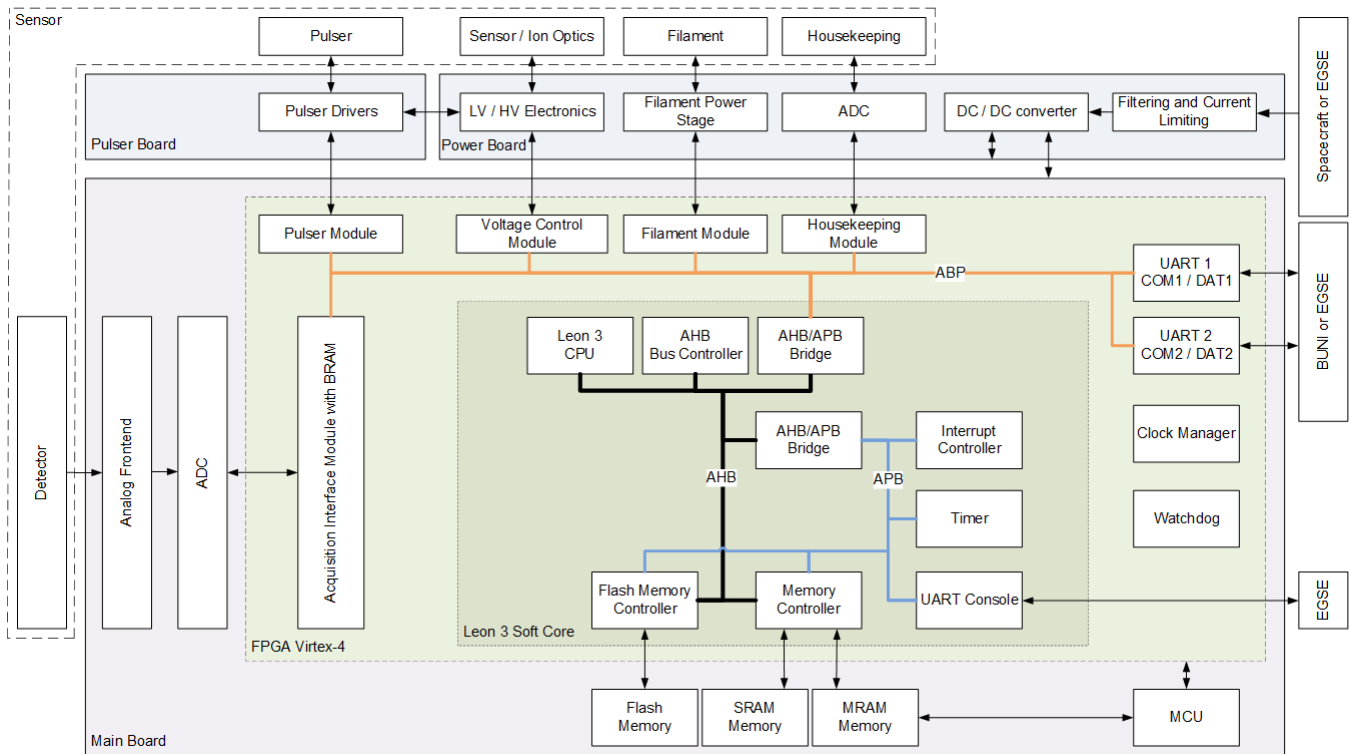 Sensor
Pulser
Sensor / Ion Optics
Filament
Housekeeping
Spacecraft or EGSE
Pulser Drivers
LV / HV Electronics
Filament Power
Stage
ADC
DC / DC converter
Filtering and Current
Limiting
Pulser Board
Power Board
Pulser Module
Voltage Control
Module
Filament Module
Housekeeping
Module
ABP
UART 1
COM1 / DAT1
UART 2
COM2 / DAT2
BUNI or EGSE
Detector
Analog Frontend
ADC
Acquisition Interface Module with BRAM
Leon 3
CPU
AHB
Bus Controller
AHB/APB
Bridge
AHB/APB
Bridge
Interrupt
Controller
Clock Manager
AHB
APB
Timer
Watchdog
Flash Memory
Controller
Memory
Controller
UART Console
EGSE
Leon 3 Soft Core
FPGA Virtex-4
Flash
Memory
SRAM
Memory
MRAM
Memory
MCU
Main Board